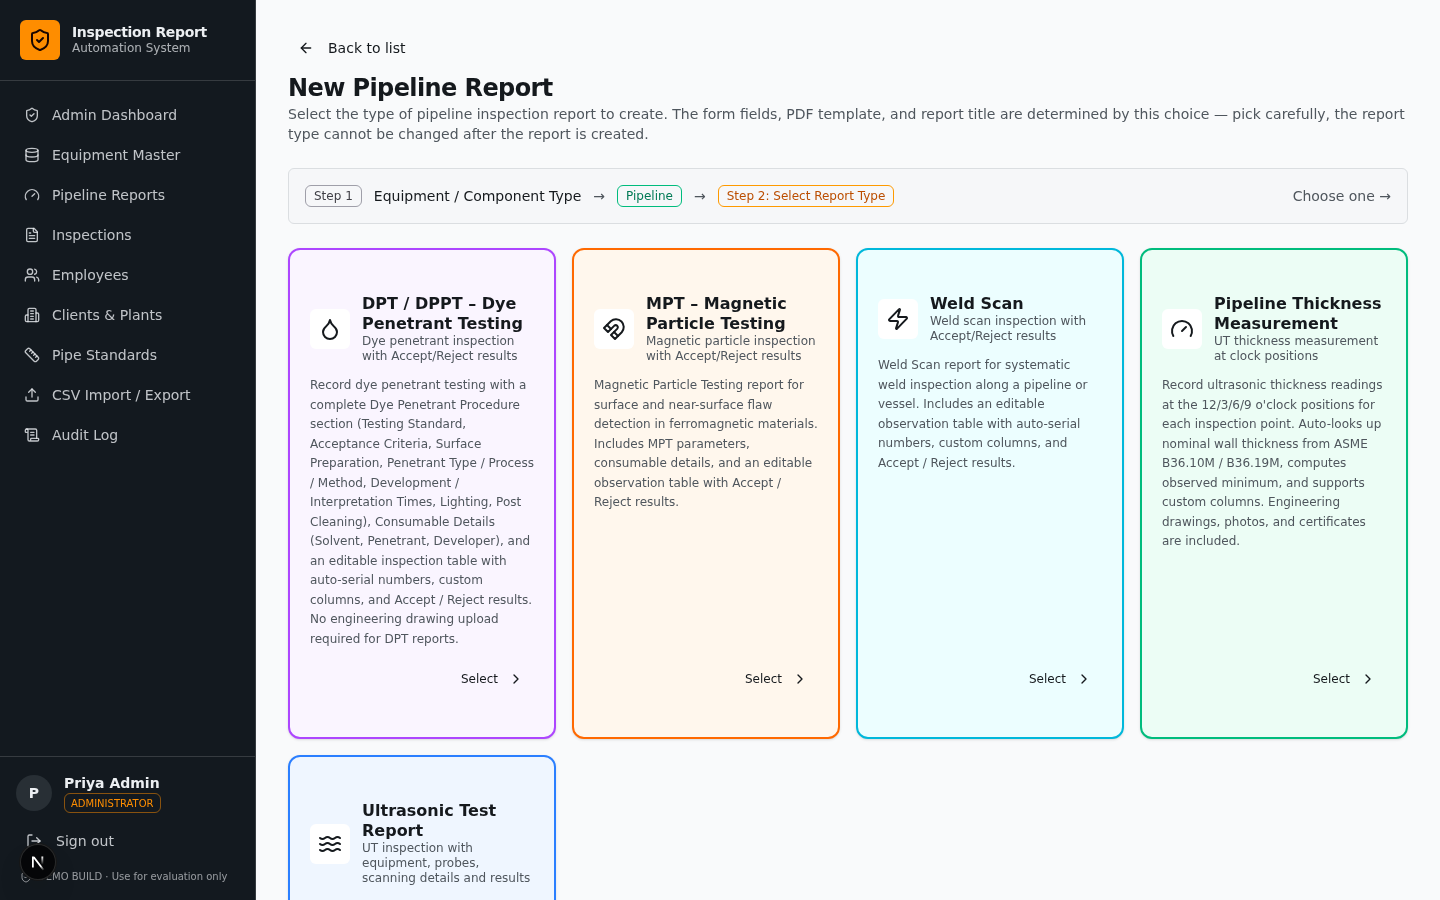 Inspection Report
Automation System
Admin Dashboard
Equipment Master
Pipeline Reports
Inspections
Employees
Clients & Plants
Pipe Standards
CSV Import / Export
Audit Log
P
Priya Admin
ADMINISTRATOR
Sign out
N
EMO BUILD · Use for evaluation only
Back to list
New Pipeline Report
Select the type of pipeline inspection report to create. The form fields, PDF template, and report title are determined by this choice — pick carefully, the report
type cannot be changed after the report is created.
Step 1 Equipment / Component Type → Pipeline → Step 2: Select Report Type Choose one →
DPT / DPPT – Dye
Penetrant Testing
Dye penetrant inspection
with Accept/Reject results
Record dye penetrant testing with a
complete Dye Penetrant Procedure
section (Testing Standard,
Acceptance Criteria, Surface
Preparation, Penetrant Type / Process
/ Method, Development /
Interpretation Times, Lighting, Post
Cleaning), Consumable Details
(Solvent, Penetrant, Developer), and
an editable inspection table with
auto-serial numbers, custom
columns, and Accept / Reject results.
No engineering drawing upload
required for DPT reports.
Select
MPT – Magnetic
Particle Testing
Magnetic particle inspection
with Accept/Reject results
Magnetic Particle Testing report for
surface and near-surface flaw
detection in ferromagnetic materials.
Includes MPT parameters,
consumable details, and an editable
observation table with Accept /
Reject results.
Select
Weld Scan
Weld scan inspection with
Accept/Reject results
Weld Scan report for systematic
weld inspection along a pipeline or
vessel. Includes an editable
observation table with auto-serial
numbers, custom columns, and
Accept / Reject results.
Select
Pipeline Thickness
Measurement
UT thickness measurement
at clock positions
Record ultrasonic thickness readings
at the 12/3/6/9 o'clock positions for
each inspection point. Auto-looks up
nominal wall thickness from ASME
B36.10M / B36.19M, computes
observed minimum, and supports
custom columns. Engineering
drawings, photos, and certificates
are included.
Select
Ultrasonic Test
Report
UT inspection with
equipment, probes,
scanning details and results